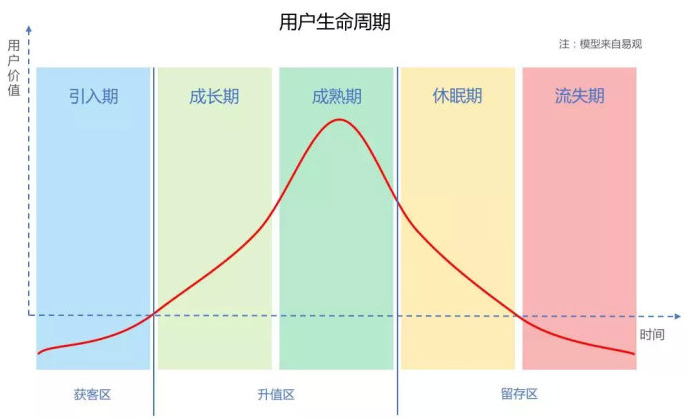 用户生命周期
注：模型来自易观
用户价值
引入期
成长期
成熟期
休眠期
流失期
时间
获客区
升值区
留存区